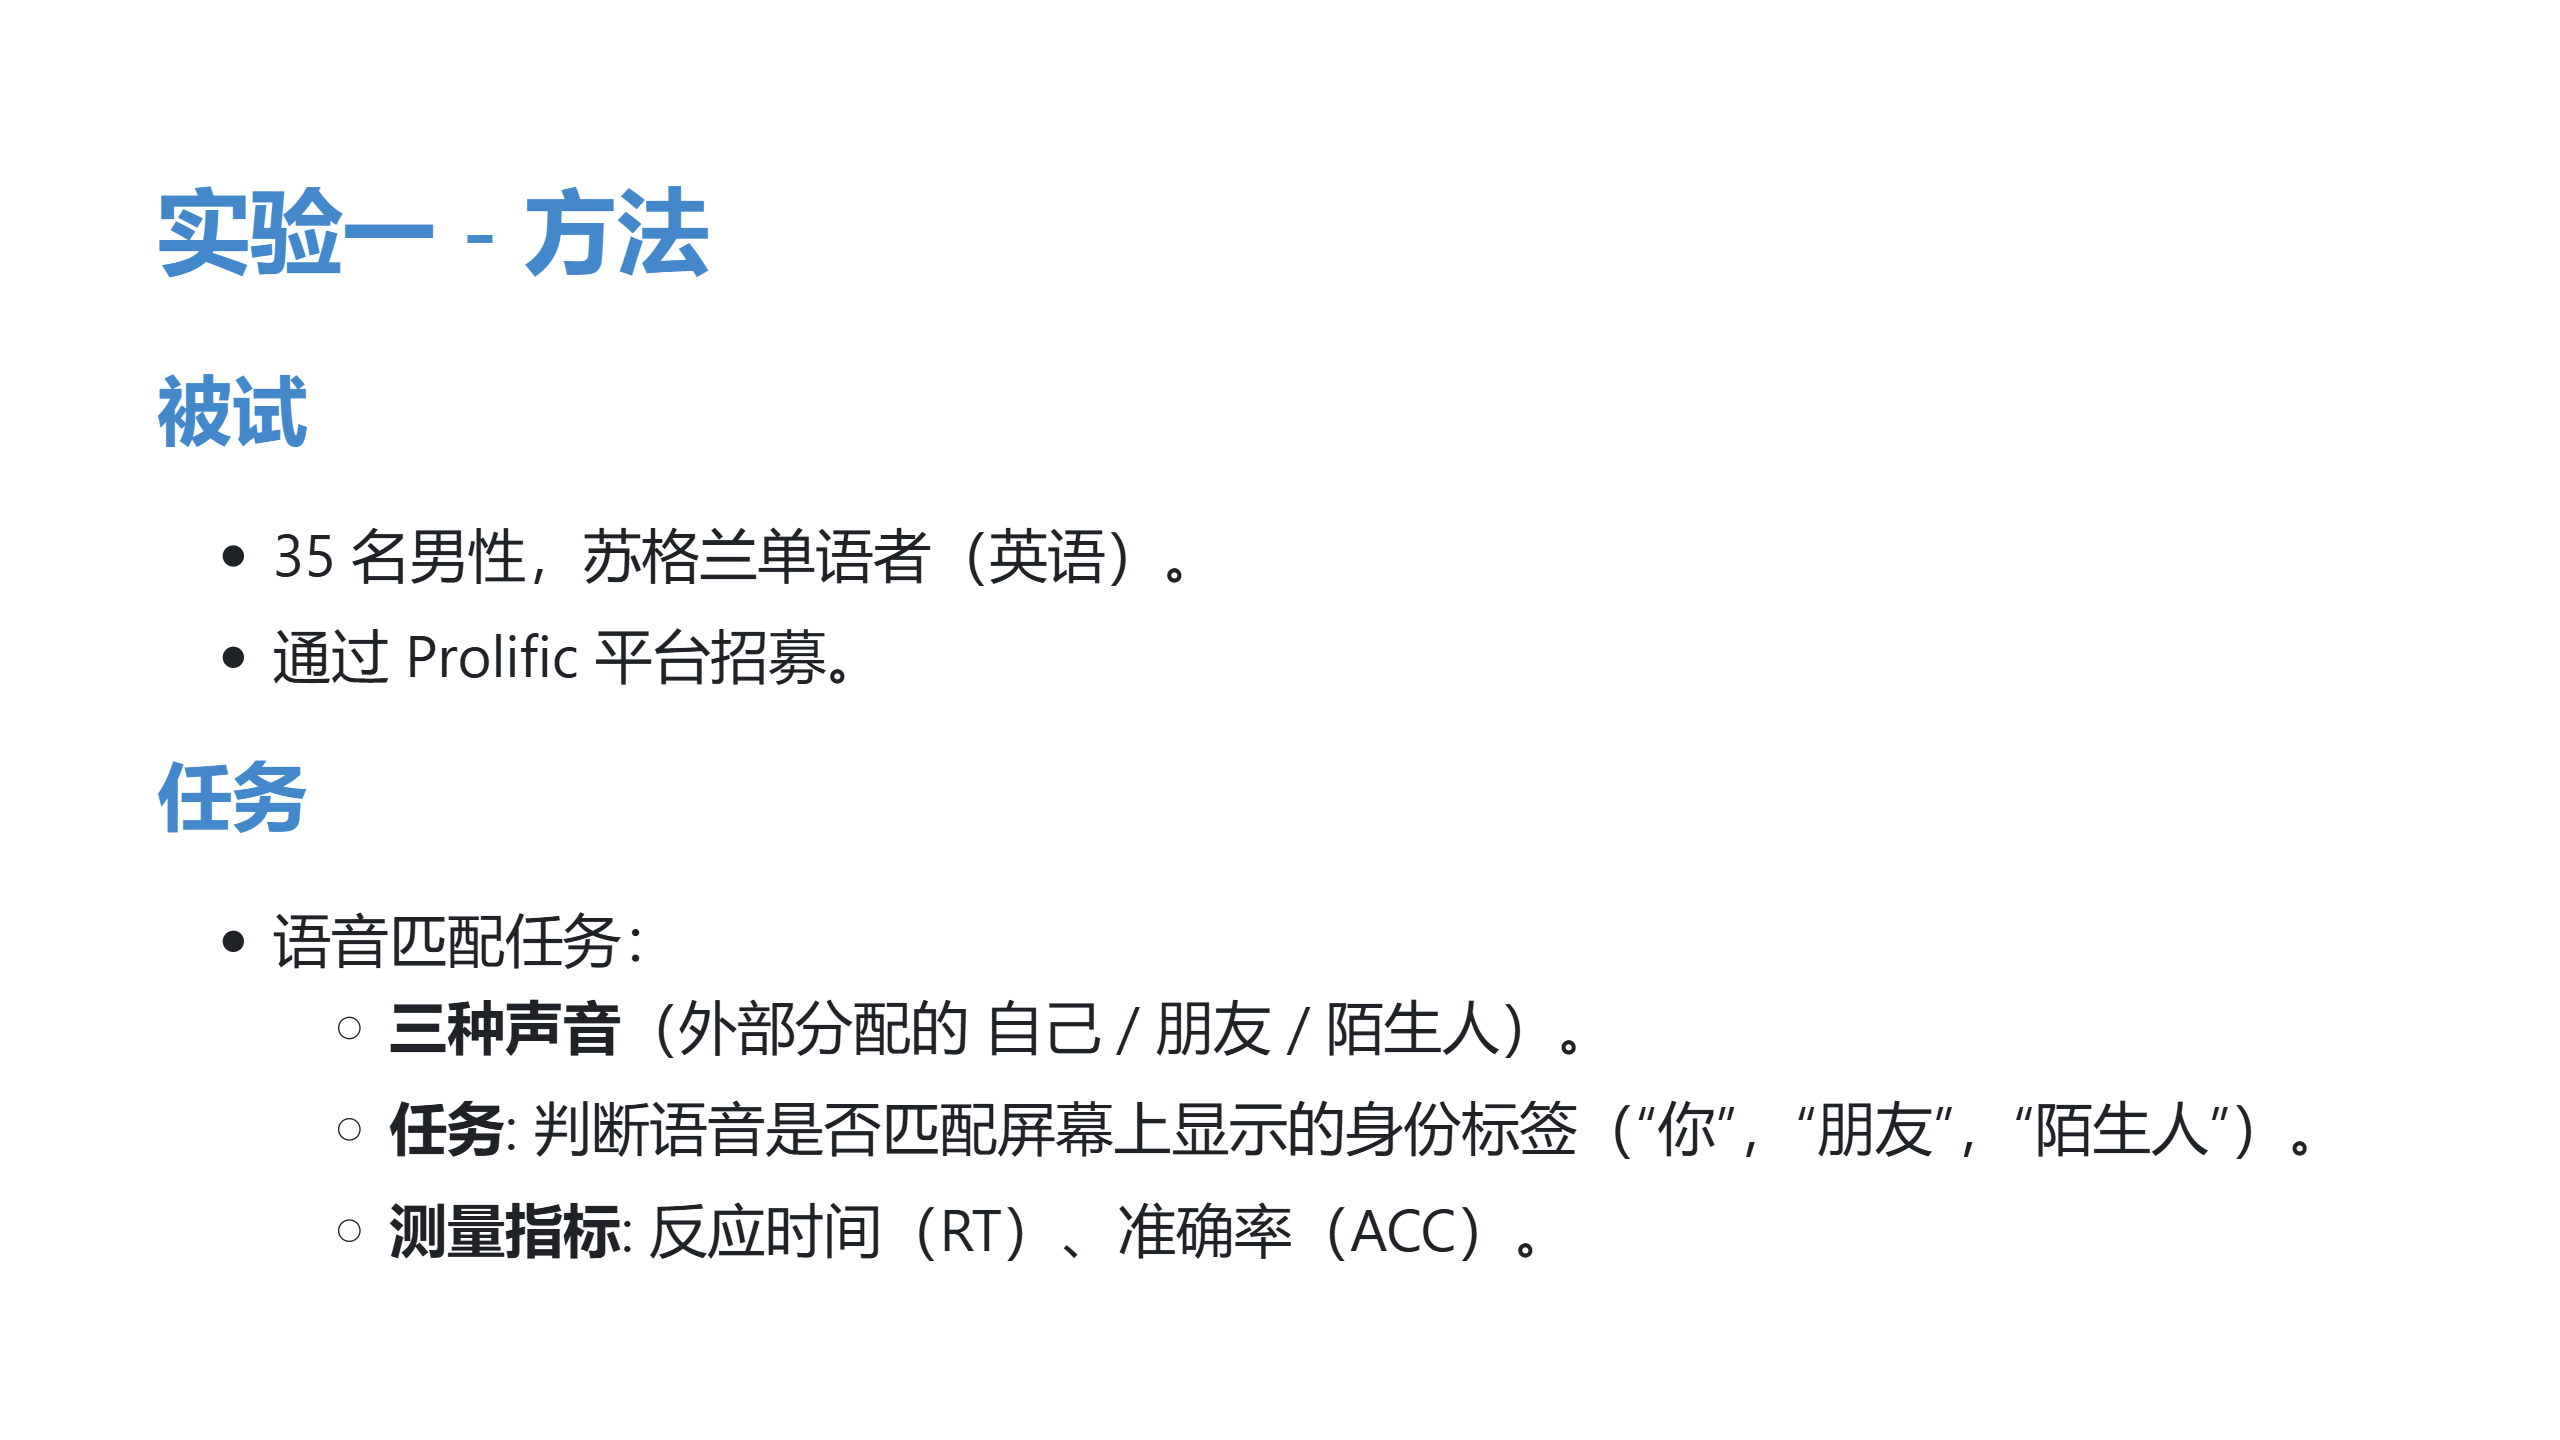 实验一 - 方法
被试
35 名男性，苏格兰单语者（英语）。
通过 Prolific 平台招募。
任务
语音匹配任务：
三种声音（外部分配的 自己 / 朋友 / 陌生人）。
任务: 判断语音是否匹配屏幕上显示的身份标签（“你”，“朋友”，“陌生人”）。
测量指标: 反应时间（RT）、准确率（ACC）。